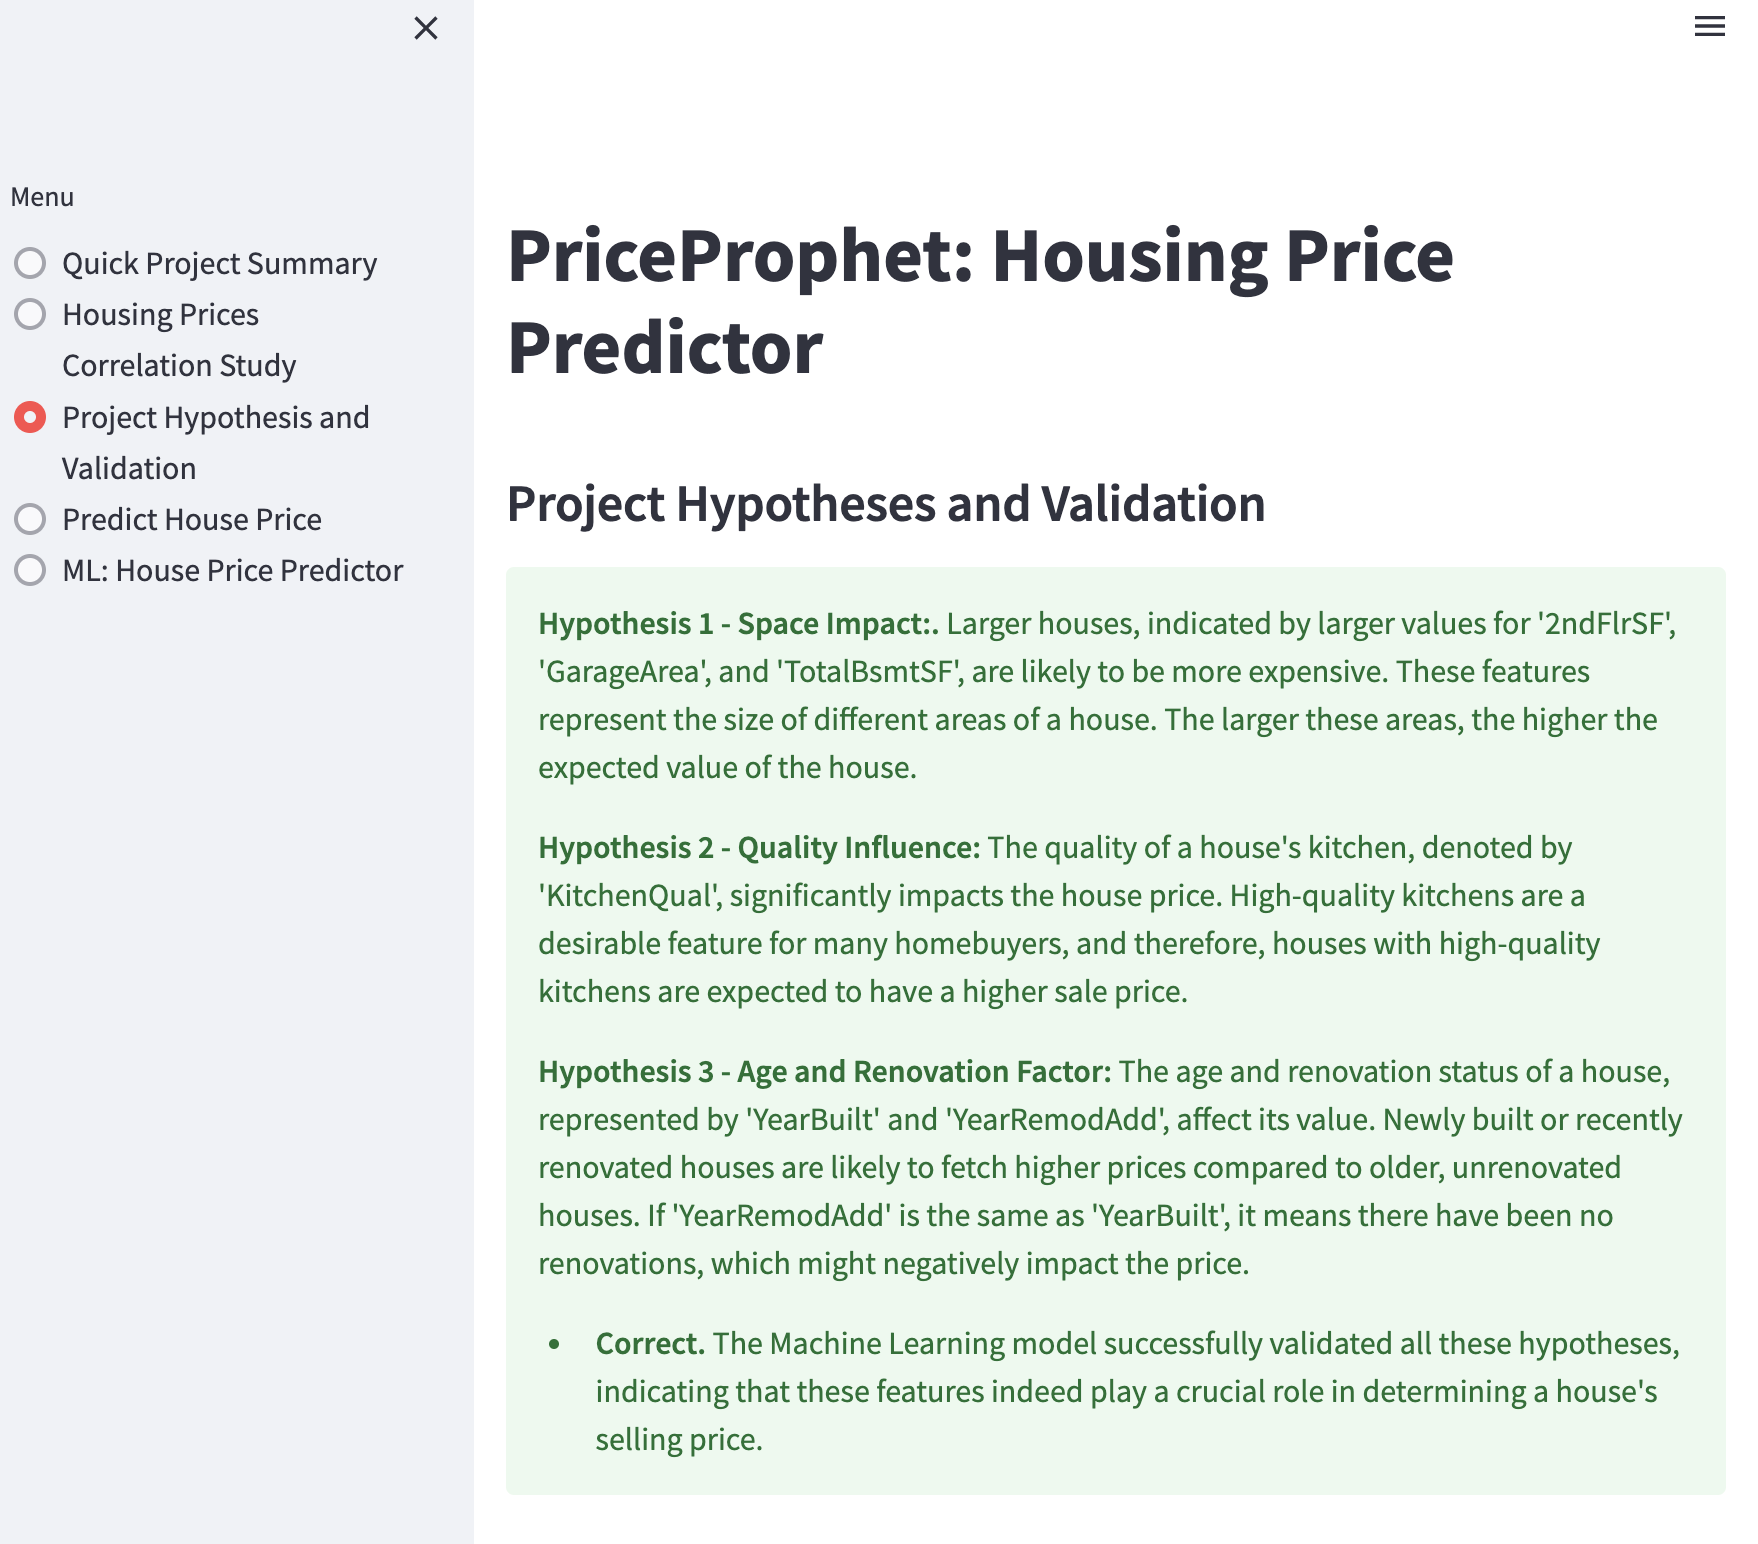 Menu
Quick Project Summary
Housing Prices
Correlation Study
Project Hypothesis and
Validation
Predict House Price
ML: House Price Predictor
PriceProphet: Housing Price
Predictor
Project Hypotheses and Validation
Hypothesis 1 - Space Impact:. Larger houses, indicated by larger values for '2ndFlrSF',
'GarageArea', and 'TotalBsmtSF', are likely to be more expensive. These features
represent the size of different areas of a house. The larger these areas, the higher the
expected value of the house.
Hypothesis 2 - Quality Influence: The quality of a house's kitchen, denoted by
'KitchenQual', significantly impacts the house price. High-quality kitchens are a
desirable feature for many homebuyers, and therefore, houses with high-quality
kitchens are expected to have a higher sale price.
Hypothesis 3 - Age and Renovation Factor: The age and renovation status of a house,
represented by 'YearBuilt' and 'YearRemodAdd', affect its value. Newly built or recently
renovated houses are likely to fetch higher prices compared to older, unrenovated
houses. If 'YearRemodAdd' is the same as 'YearBuilt', it means there have been no
renovations, which might negatively impact the price.
• Correct. The Machine Learning model successfully validated all these hypotheses,
indicating that these features indeed play a crucial role in determining a house's
selling price.